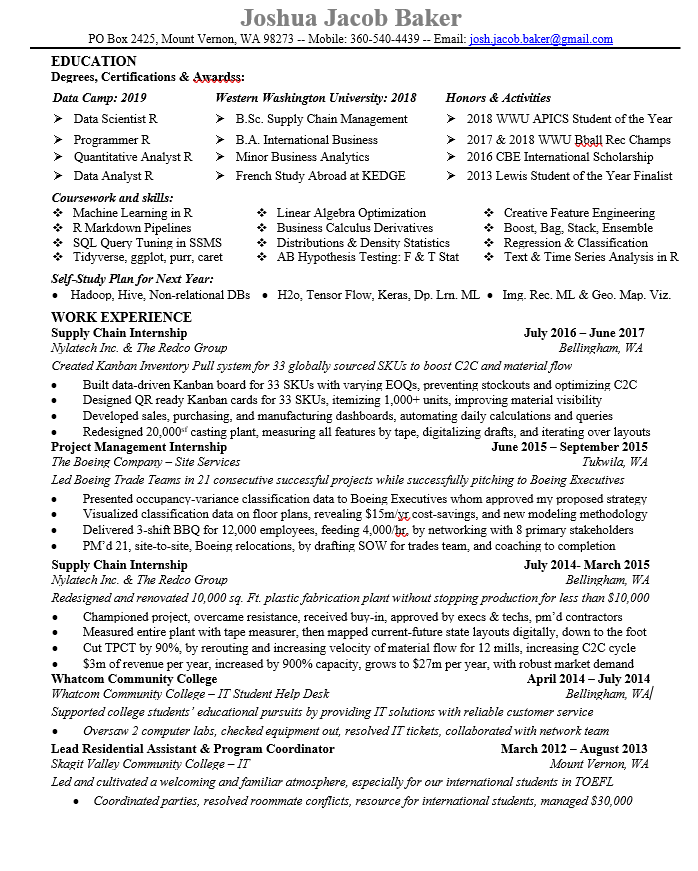 Joshua Jacob Baker
PO Box 2425, Mount Vernon, WA 98273 -- Mobile: 360-540-4439 -- Email: josh.jacob.baker@gmail.com
EDUCATION
Degrees, Certifications & Awardss:
Data Camp: 2019 Western Washington University: 2018 Honors & Activities
➢ Data Scientist R ➢ B.Sc. Supply Chain Management ➢ 2018 WWU APICS Student of the Year
➢ Programmer R ➢ B.A. International Business ➢ 2017 & 2018 WWU Bball Rec Champs
➢ Quantitative Analyst R ➢ Minor Business Analytics ➢ 2016 CBE International Scholarship
➢ Data Analyst R ➢ French Study Abroad at KEDGE ➢ 2013 Lewis Student of the Year Finalist
Coursework and skills:
❖ Machine Learning in R ❖ Linear Algebra Optimization ❖ Creative Feature Engineering
❖ R Markdown Pipelines ❖ Business Calculus Derivatives ❖ Boost, Bag, Stack, Ensemble
❖ SQL Query Tuning in SSMS ❖ Distributions & Density Statistics ❖ Regression & Classification
❖ Tidyverse, ggplot, purr, caret ❖ AB Hypothesis Testing: F & T Stat ❖ Text & Time Series Analysis in R
Self-Study Plan for Next Year:
• Hadoop, Hive, Non-relational DBs • H2o, Tensor Flow, Keras, Dp. Lrn. ML • Img. Rec. ML & Geo. Map. Viz.
WORK EXPERIENCE
Supply Chain Internship July 2016 – June 2017
Nylatech Inc. & The Redco Group Bellingham, WA
Created Kanban Inventory Pull system for 33 globally sourced SKUs to boost C2C and material flow
• Built data-driven Kanban board for 33 SKUs with varying EOQs, preventing stockouts and optimizing C2C
• Designed QR ready Kanban cards for 33 SKUs, itemizing 1,000+ units, improving material visibility
• Developed sales, purchasing, and manufacturing dashboards, automating daily calculations and queries
• Redesigned 20,000sf casting plant, measuring all features by tape, digitalizing drafts, and iterating over layouts
Project Management Internship June 2015 – September 2015
The Boeing Company – Site Services Tukwila, WA
Led Boeing Trade Teams in 21 consecutive successful projects while successfully pitching to Boeing Executives
• Presented occupancy-variance classification data to Boeing Executives whom approved my proposed strategy
• Visualized classification data on floor plans, revealing $15m/yr cost-savings, and new modeling methodology
• Delivered 3-shift BBQ for 12,000 employees, feeding 4,000/hr, by networking with 8 primary stakeholders
• PM’d 21, site-to-site, Boeing relocations, by drafting SOW for trades team, and coaching to completion
Supply Chain Internship July 2014- March 2015
Nylatech Inc. & The Redco Group Bellingham, WA
Redesigned and renovated 10,000 sq. Ft. plastic fabrication plant without stopping production for less than $10,000
• Championed project, overcame resistance, received buy-in, approved by execs & techs, pm’d contractors
• Measured entire plant with tape measurer, then mapped current-future state layouts digitally, down to the foot
• Cut TPCT by 90%, by rerouting and increasing velocity of material flow for 12 mills, increasing C2C cycle
• $3m of revenue per year, increased by 900% capacity, grows to $27m per year, with robust market demand
Whatcom Community College April 2014 – July 2014
Whatcom Community College – IT Student Help Desk Bellingham, WA
Supported college students’ educational pursuits by providing IT solutions with reliable customer service
• Oversaw 2 computer labs, checked equipment out, resolved IT tickets, collaborated with network team
Lead Residential Assistant & Program Coordinator March 2012 – August 2013
Skagit Valley Community College – IT Mount Vernon, WA
Led and cultivated a welcoming and familiar atmosphere, especially for our international students in TOEFL
• Coordinated parties, resolved roommate conflicts, resource for international students, managed $30,000